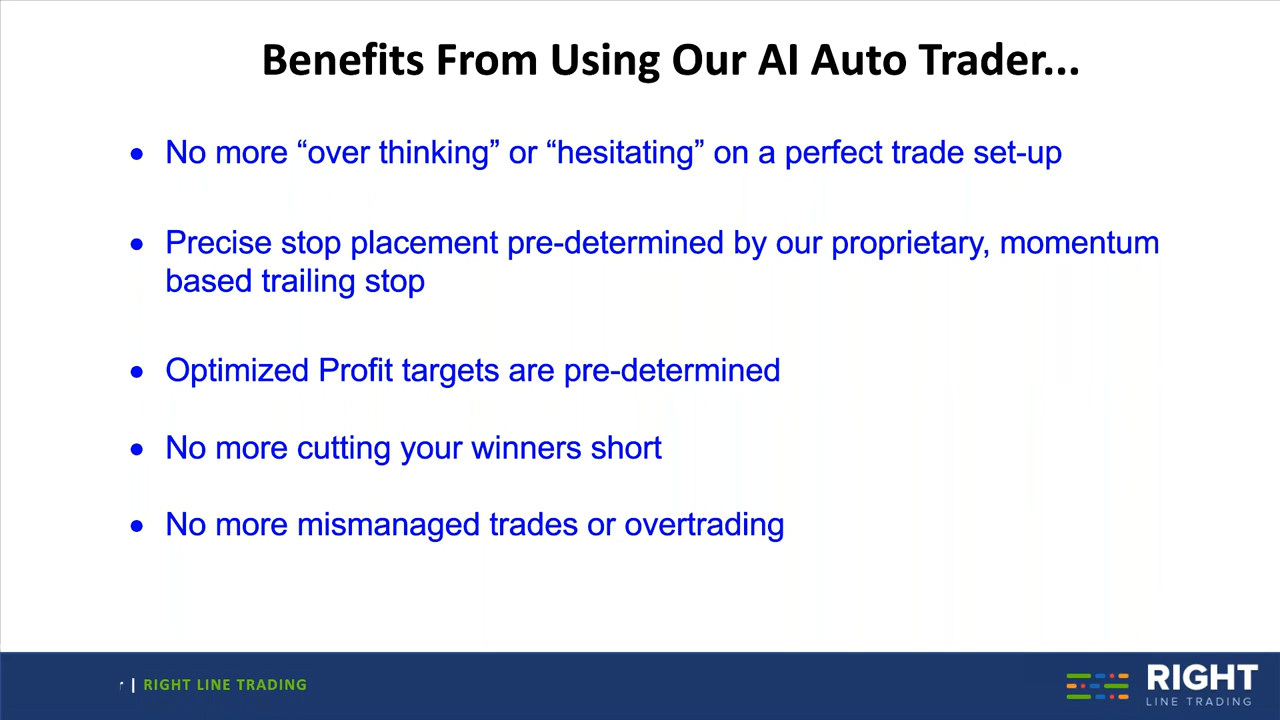 Benefits From Using Our AI Auto Trader...
• No more “over thinking” or “hesitating” on a perfect trade set-up
• Precise stop placement pre-determined by our proprietary, momentum
based trailing stop
• Optimized Profit targets are pre-determined
• No more cutting your winners short
• No more mismanaged trades or overtrading
| RIGHT LINE TRADING
RIGHT
LINE TRADING